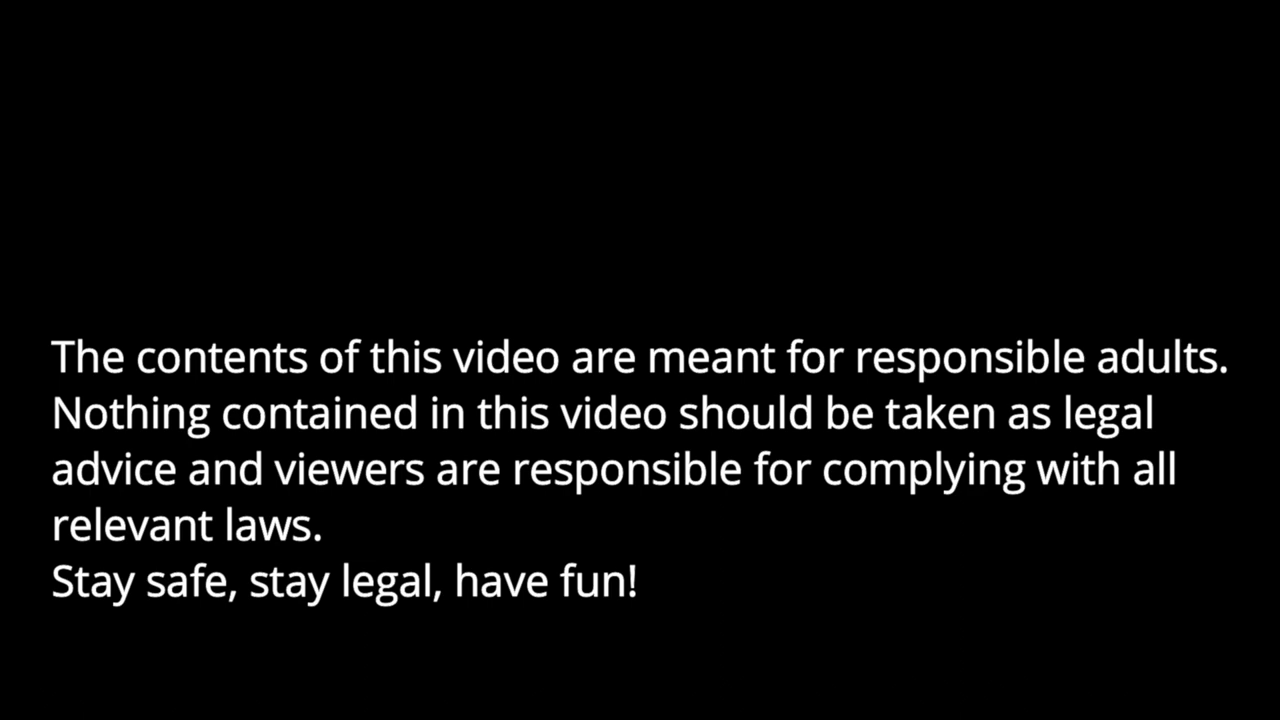 The contents of this video are meant for responsible adults.
Nothing contained in this video should be taken as legal
advice and viewers are responsible for complying with all
relevant laws.
Stay safe, stay legal, have fun!